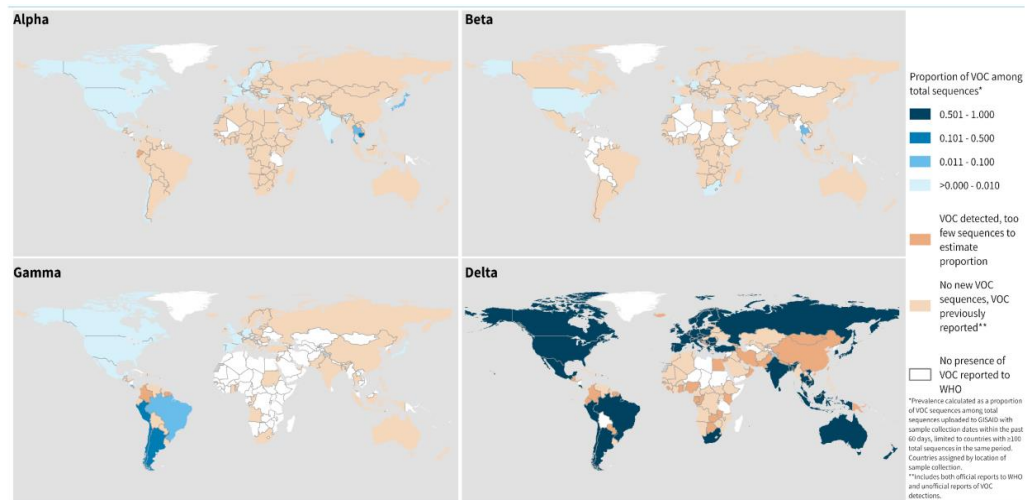 Alpha
Beta
Proportion of VOC among
total sequences*
0.501 - 1.000
0.101 - 0.500
0.011 - 0.100
>0.000 - 0.010
VOC detected, too
few sequences to
estimate
proportion
Gamma
Delta
No new VOC
sequences, VOC
previously
reported**
No presence of
VOC reported to
WHO
*Prevalence calculated as a proportion
of VOC sequences among total
sequences uploaded to GISAID with
sample collection dates within the past
60 days, limited to countries with ≥100
total sequences in the same period.
Countries assigned by location of
sample collection.
**Includes both official reports to WHO
and unofficial reports of VOC
detections.